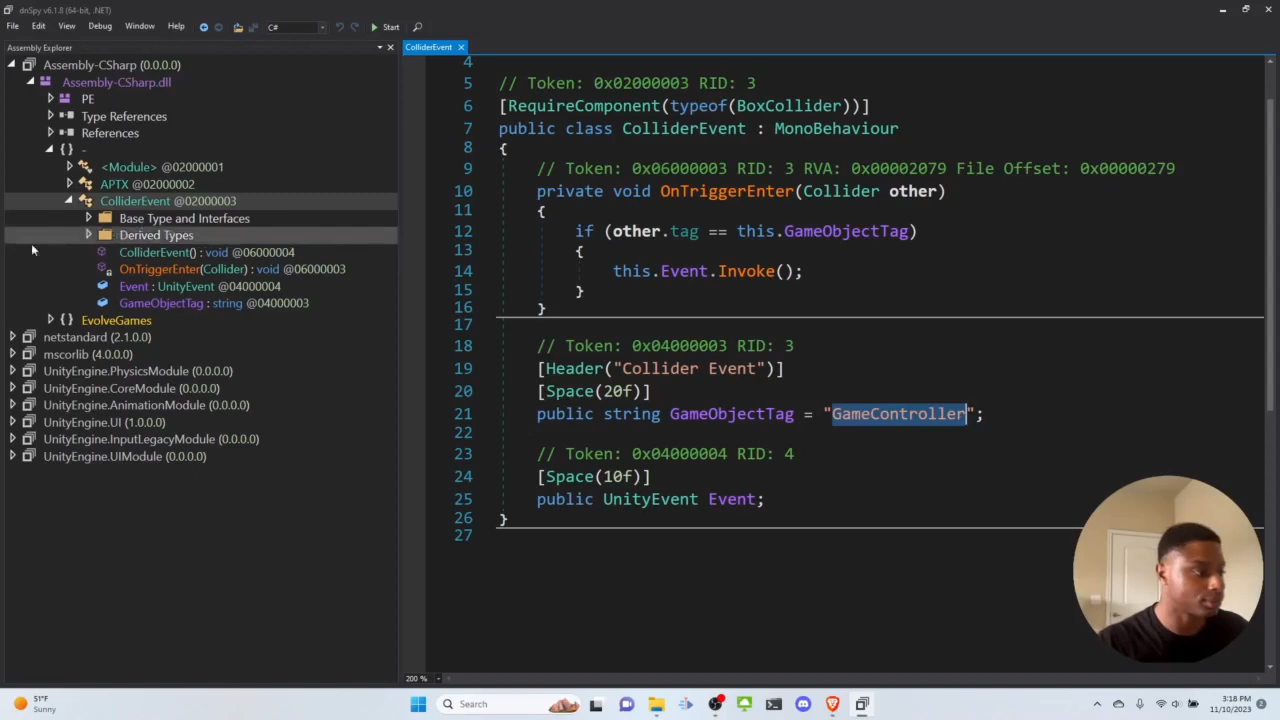 dnSpy v6.1.8 (64-bit, .NET)
File Edit View Debug Window Help C# Start
Assembly Explorer
Assembly-CSharp (0.0.0.0)
Assembly-CSharp.dll
PE
Type References
References
{ } -
<Module> @02000001
APTX @02000002
ColliderEvent @02000003
Base Type and Interfaces
Derived Types
ColliderEvent() : void @06000004
OnTriggerEnter(Collider) : void @06000003
Event : UnityEvent @04000004
GameObjectTag : string @04000003
{ } EvolveGames
netstandard (2.1.0.0)
mscorlib (4.0.0.0)
UnityEngine.PhysicsModule (0.0.0.0)
UnityEngine.CoreModule (0.0.0.0)
UnityEngine.AnimationModule (0.0.0.0)
UnityEngine.UI (1.0.0.0)
UnityEngine.InputLegacyModule (0.0.0.0)
UnityEngine.UIModule (0.0.0.0)
ColliderEvent
4
5 // Token: 0x02000003 RID: 3
6 [RequireComponent(typeof(BoxCollider))]
7 public class ColliderEvent : MonoBehaviour
8 {
9 // Token: 0x06000003 RID: 3 RVA: 0x00002079 File Offset: 0x00000279
10 private void OnTriggerEnter(Collider other)
11 {
12 if (other.tag == this.GameObjectTag)
13 {
14 this.Event.Invoke();
15 }
16 }
17
18 // Token: 0x04000003 RID: 3
19 [Header("Collider Event")]
20 [Space(20f)]
21 public string GameObjectTag = "GameController";
22
23 // Token: 0x04000004 RID: 4
24 [Space(10f)]
25 public UnityEvent Event;
26 }
27
200 %
51°F
Sunny
Search
3:18 PM
11/10/2023